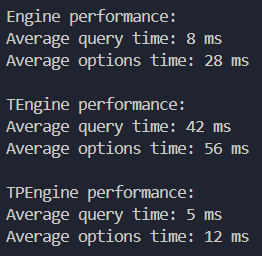 Engine performance:
Average query time: 8 ms
Average options time: 28 ms
TEngine performance:
Average query time: 42 ms
Average options time: 56 ms
TPEngine performance:
Average query time: 5 ms
Average options time: 12 ms